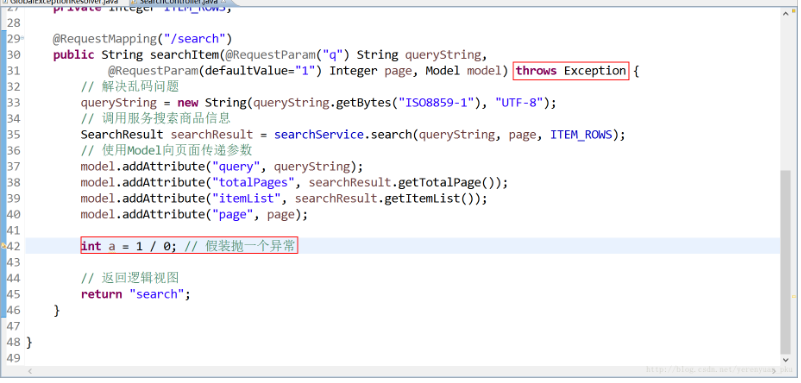 GlobalExceptionResolver.java SearchController.java
27 private Integer ITEM_ROWS;
28
29 @RequestMapping("/search")
30 public String searchItem(@RequestParam("q") String queryString,
31 @RequestParam(defaultValue="1") Integer page, Model model) throws Exception {
32 // 解决乱码问题
33 queryString = new String(queryString.getBytes("ISO8859-1"), "UTF-8");
34 // 调用服务搜索商品信息
35 SearchResult searchResult = searchService.search(queryString, page, ITEM_ROWS);
36 // 使用Model向页面传递参数
37 model.addAttribute("query", queryString);
38 model.addAttribute("totalPages", searchResult.getTotalPage());
39 model.addAttribute("itemList", searchResult.getItemList());
40 model.addAttribute("page", page);
41
42 int a = 1 / 0; // 假装抛一个异常
43
44 // 返回逻辑视图
45 return "search";
46 }
47
48 }
49